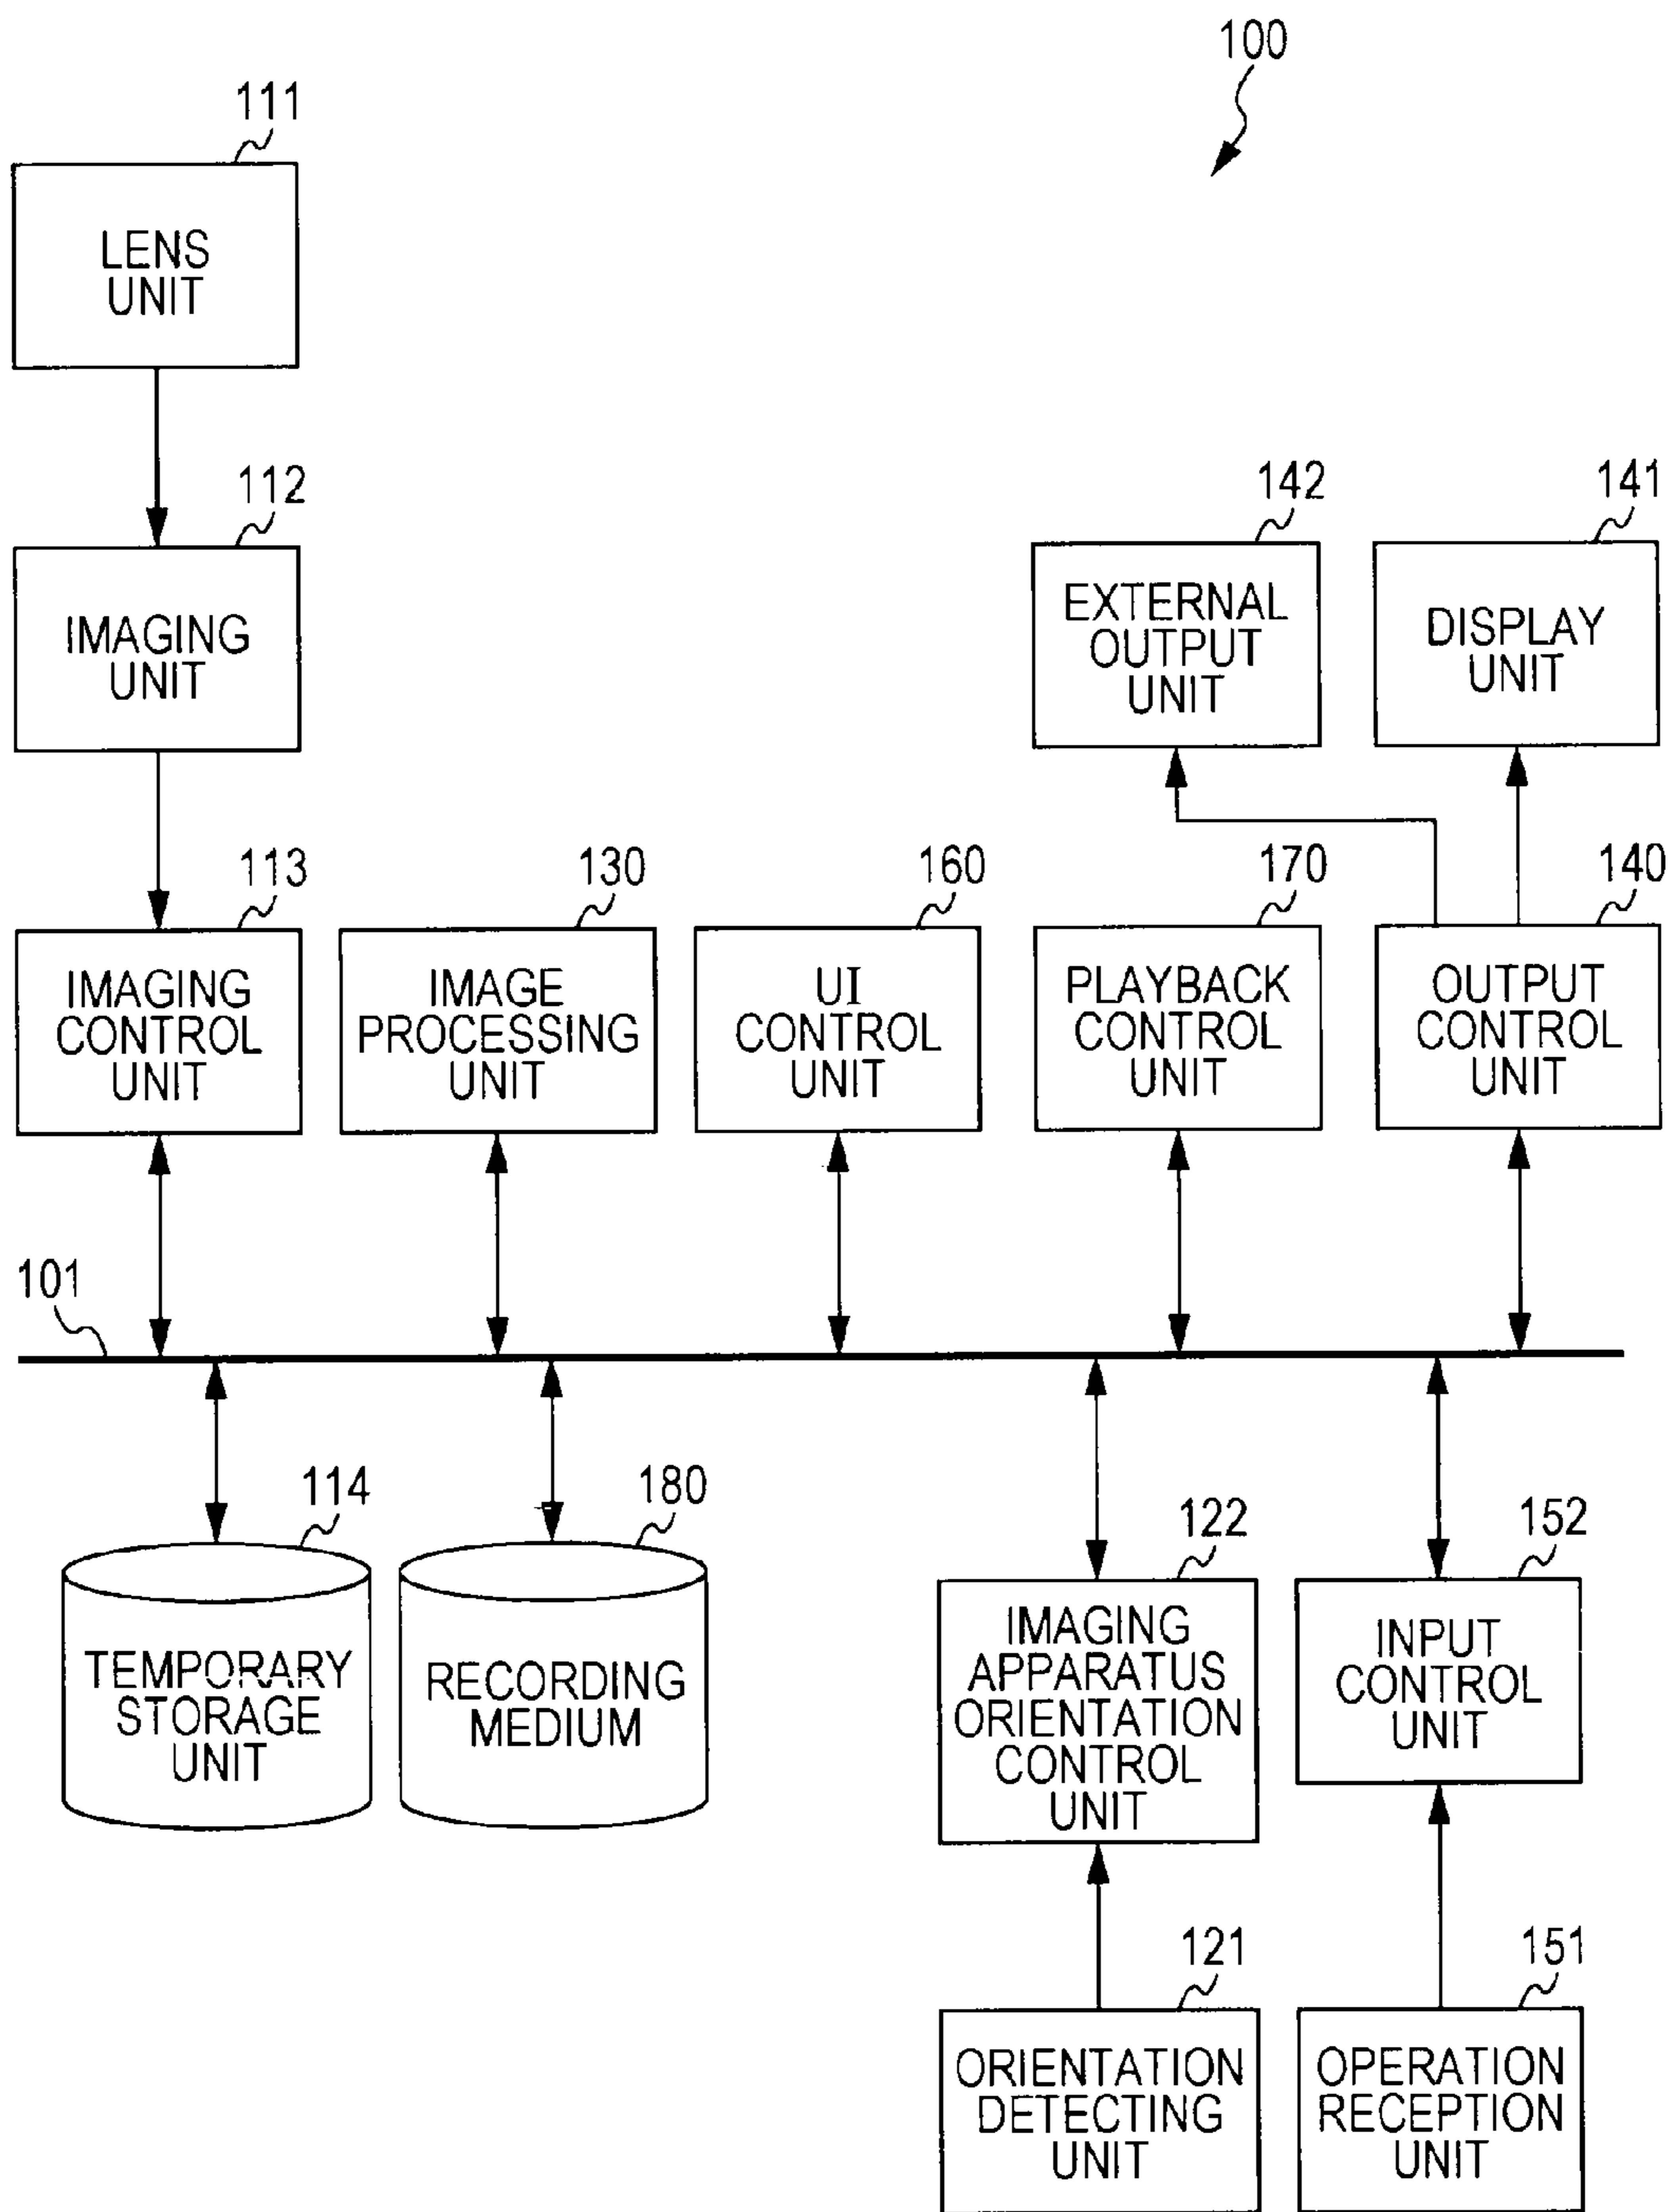 100
111
LENS
UNIT
112
IMAGING
UNIT
142
EXTERNAL
OUTPUT
UNIT
141
DISPLAY
UNIT
113
IMAGING
CONTROL
UNIT
130
IMAGE
PROCESSING
UNIT
160
UI
CONTROL
UNIT
170
PLAYBACK
CONTROL
UNIT
140
OUTPUT
CONTROL
UNIT
101
114
TEMPORARY
STORAGE
UNIT
180
RECORDING
MEDIUM
122
IMAGING
APPARATUS
ORIENTATION
CONTROL
UNIT
152
INPUT
CONTROL
UNIT
121
ORIENTATION
DETECTING
UNIT
151
OPERATION
RECEPTION
UNIT